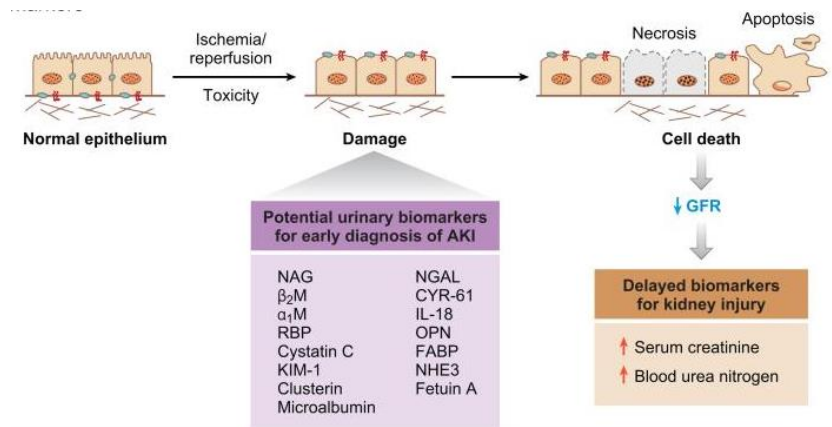 Ischemia/
reperfusion
Toxicity
Necrosis
Apoptosis
Normal epithelium
Damage
Cell death
Potential urinary biomarkers
for early diagnosis of AKI
NAG
β₂M
α₁M
RBP
Cystatin C
KIM-1
Clusterin
Microalbumin
NGAL
CYR-61
IL-18
OPN
FABP
NHE3
Fetuin A
↓ GFR
Delayed biomarkers
for kidney injury
↑ Serum creatinine
↑ Blood urea nitrogen